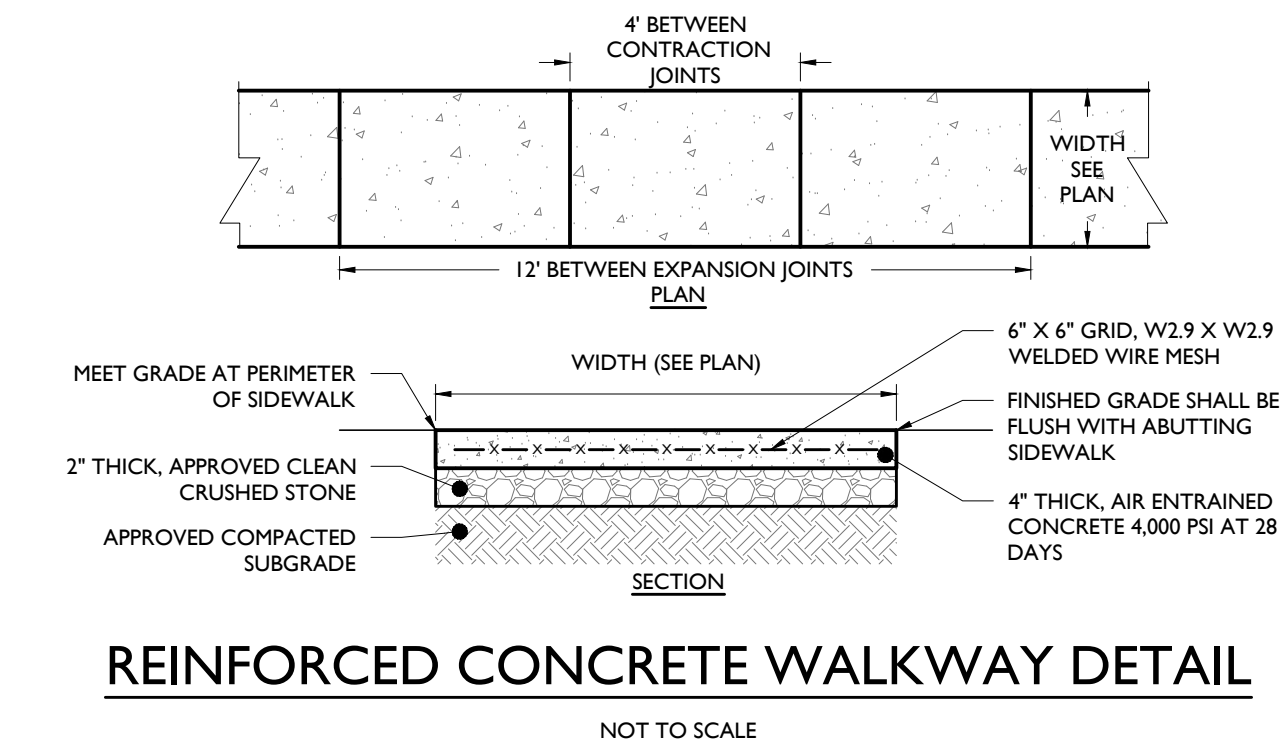 4' BETWEEN
CONTRACTION
JOINTS
WIDTH
SEE
PLAN
12' BETWEEN EXPANSION JOINTS
PLAN
MEET GRADE AT PERIMETER
OF SIDEWALK
2" THICK, APPROVED CLEAN
CRUSHED STONE
APPROVED COMPACTED
SUBGRADE
WIDTH (SEE PLAN)
6" X 6" GRID, W2.9 X W2.9
WELDED WIRE MESH
FINISHED GRADE SHALL BE
FLUSH WITH ABUTTING
SIDEWALK
4" THICK, AIR ENTRAINED
CONCRETE 4,000 PSI AT 28
DAYS
SECTION
REINFORCED CONCRETE WALKWAY DETAIL
NOT TO SCALE